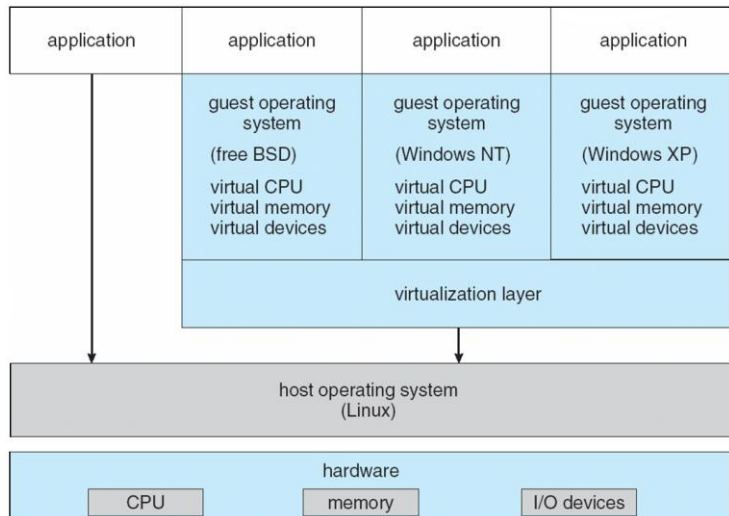 application
application
application
application
guest operating
system
(free BSD)
virtual CPU
virtual memory
virtual devices
guest operating
system
(Windows NT)
virtual CPU
virtual memory
virtual devices
guest operating
system
(Windows XP)
virtual CPU
virtual memory
virtual devices
virtualization layer
host operating system
(Linux)
hardware
CPU
memory
I/O devices